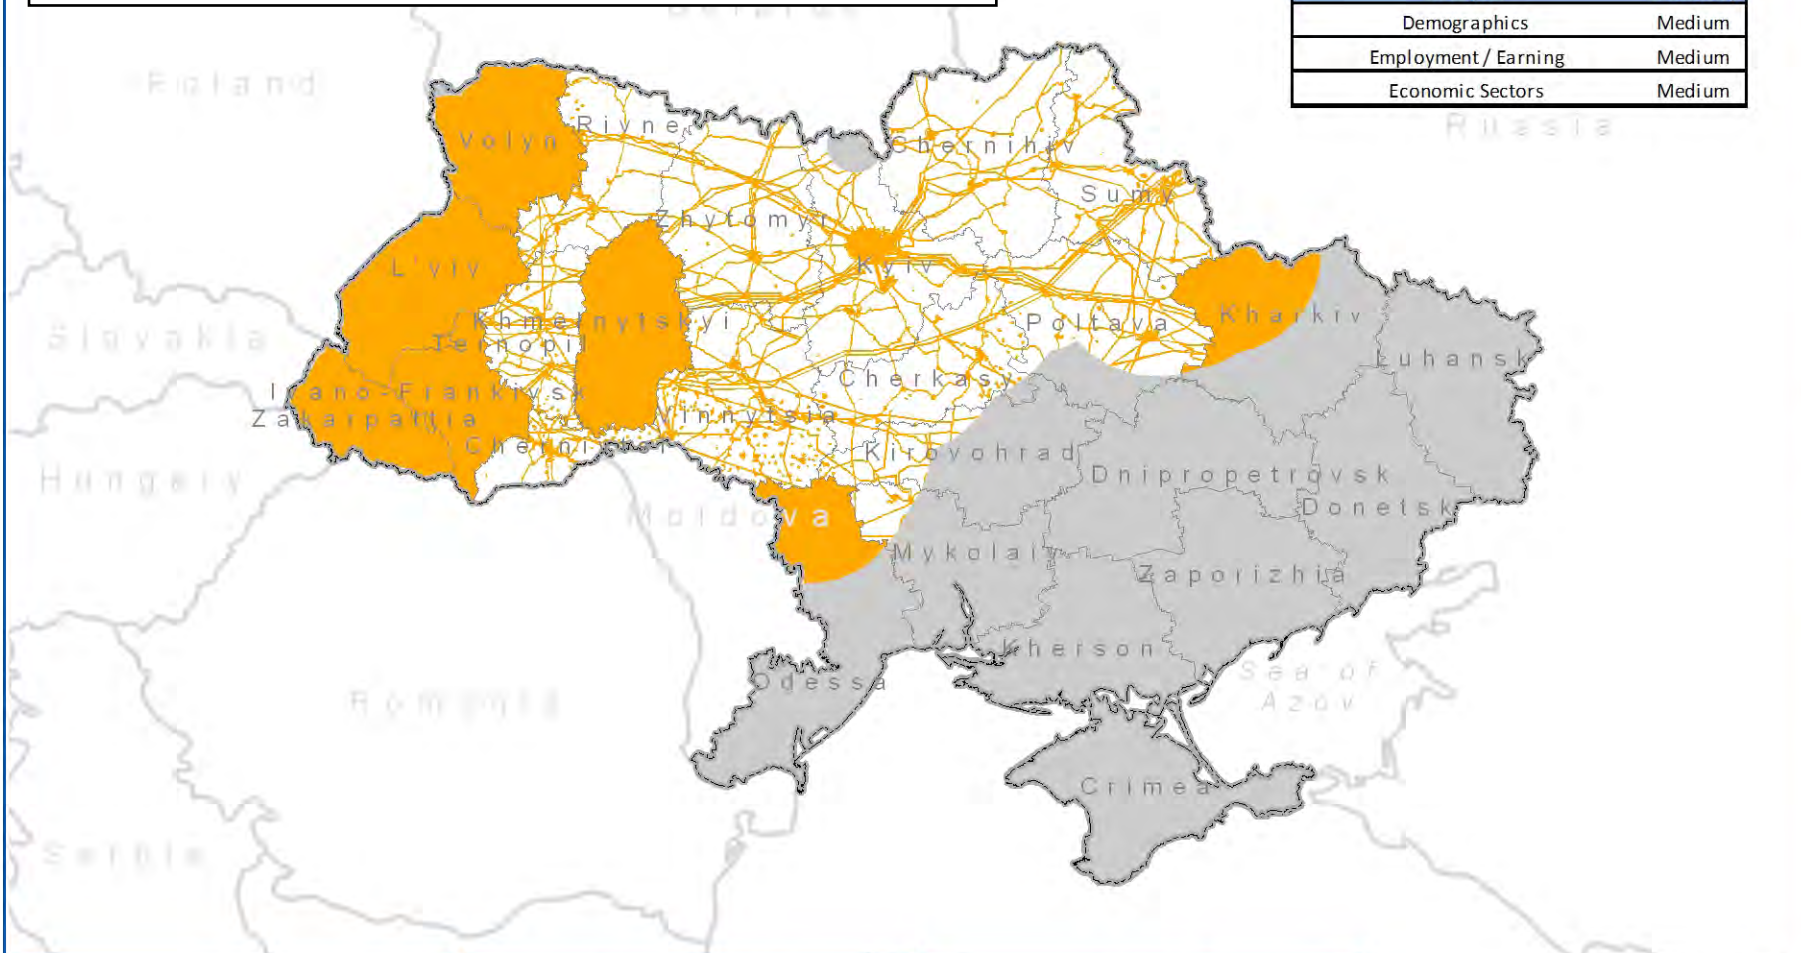 Belarus
Demographics Medium
Employment / Earning Medium
Economic Sectors Medium
Poland
Russia
Rivne
Volyn
Chernihiv
Sumy
Zhytomyr
L'viv
Kyiv
Kharkiv
Khmelnytskyi
Poltava
Slovakia
Ternopil
Luhansk
Cherkasy
Ivano-Frankivsk
Zakarpattia
Vinnytsia
Chernivtsi
Kirovohrad
Dnipropetrovsk
Hungary
Donetsk
Moldova
Mykolaiv
Zaporizhia
Kherson
Sea of
Azov
Odessa
Romania
Crimea
Serbia